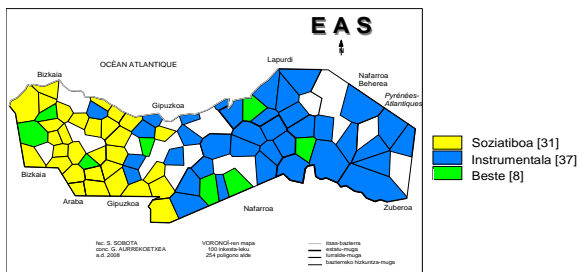 E A S
N
OCÈAN ATLANTIQUE
Lapurdi
Bizkaia
Nafarroa
Beherea
Pyrénées-
Atlantiques
Gipuzkoa
Soziatiboa [31]
Instrumentala [37]
Beste [8]
Bizkaia
Araba
Gipuzkoa
Nafarroa
Zuberoa
fec. S. SOBOTA
conc. G. AURREKOETXEA
a.d. 2008
VORONOÏ-ren mapa
100 inkesta-leku
254 poligono alde
itsas-bazterra
estatu-muga
lurralde-muga
bazterreko hizkuntza-muga